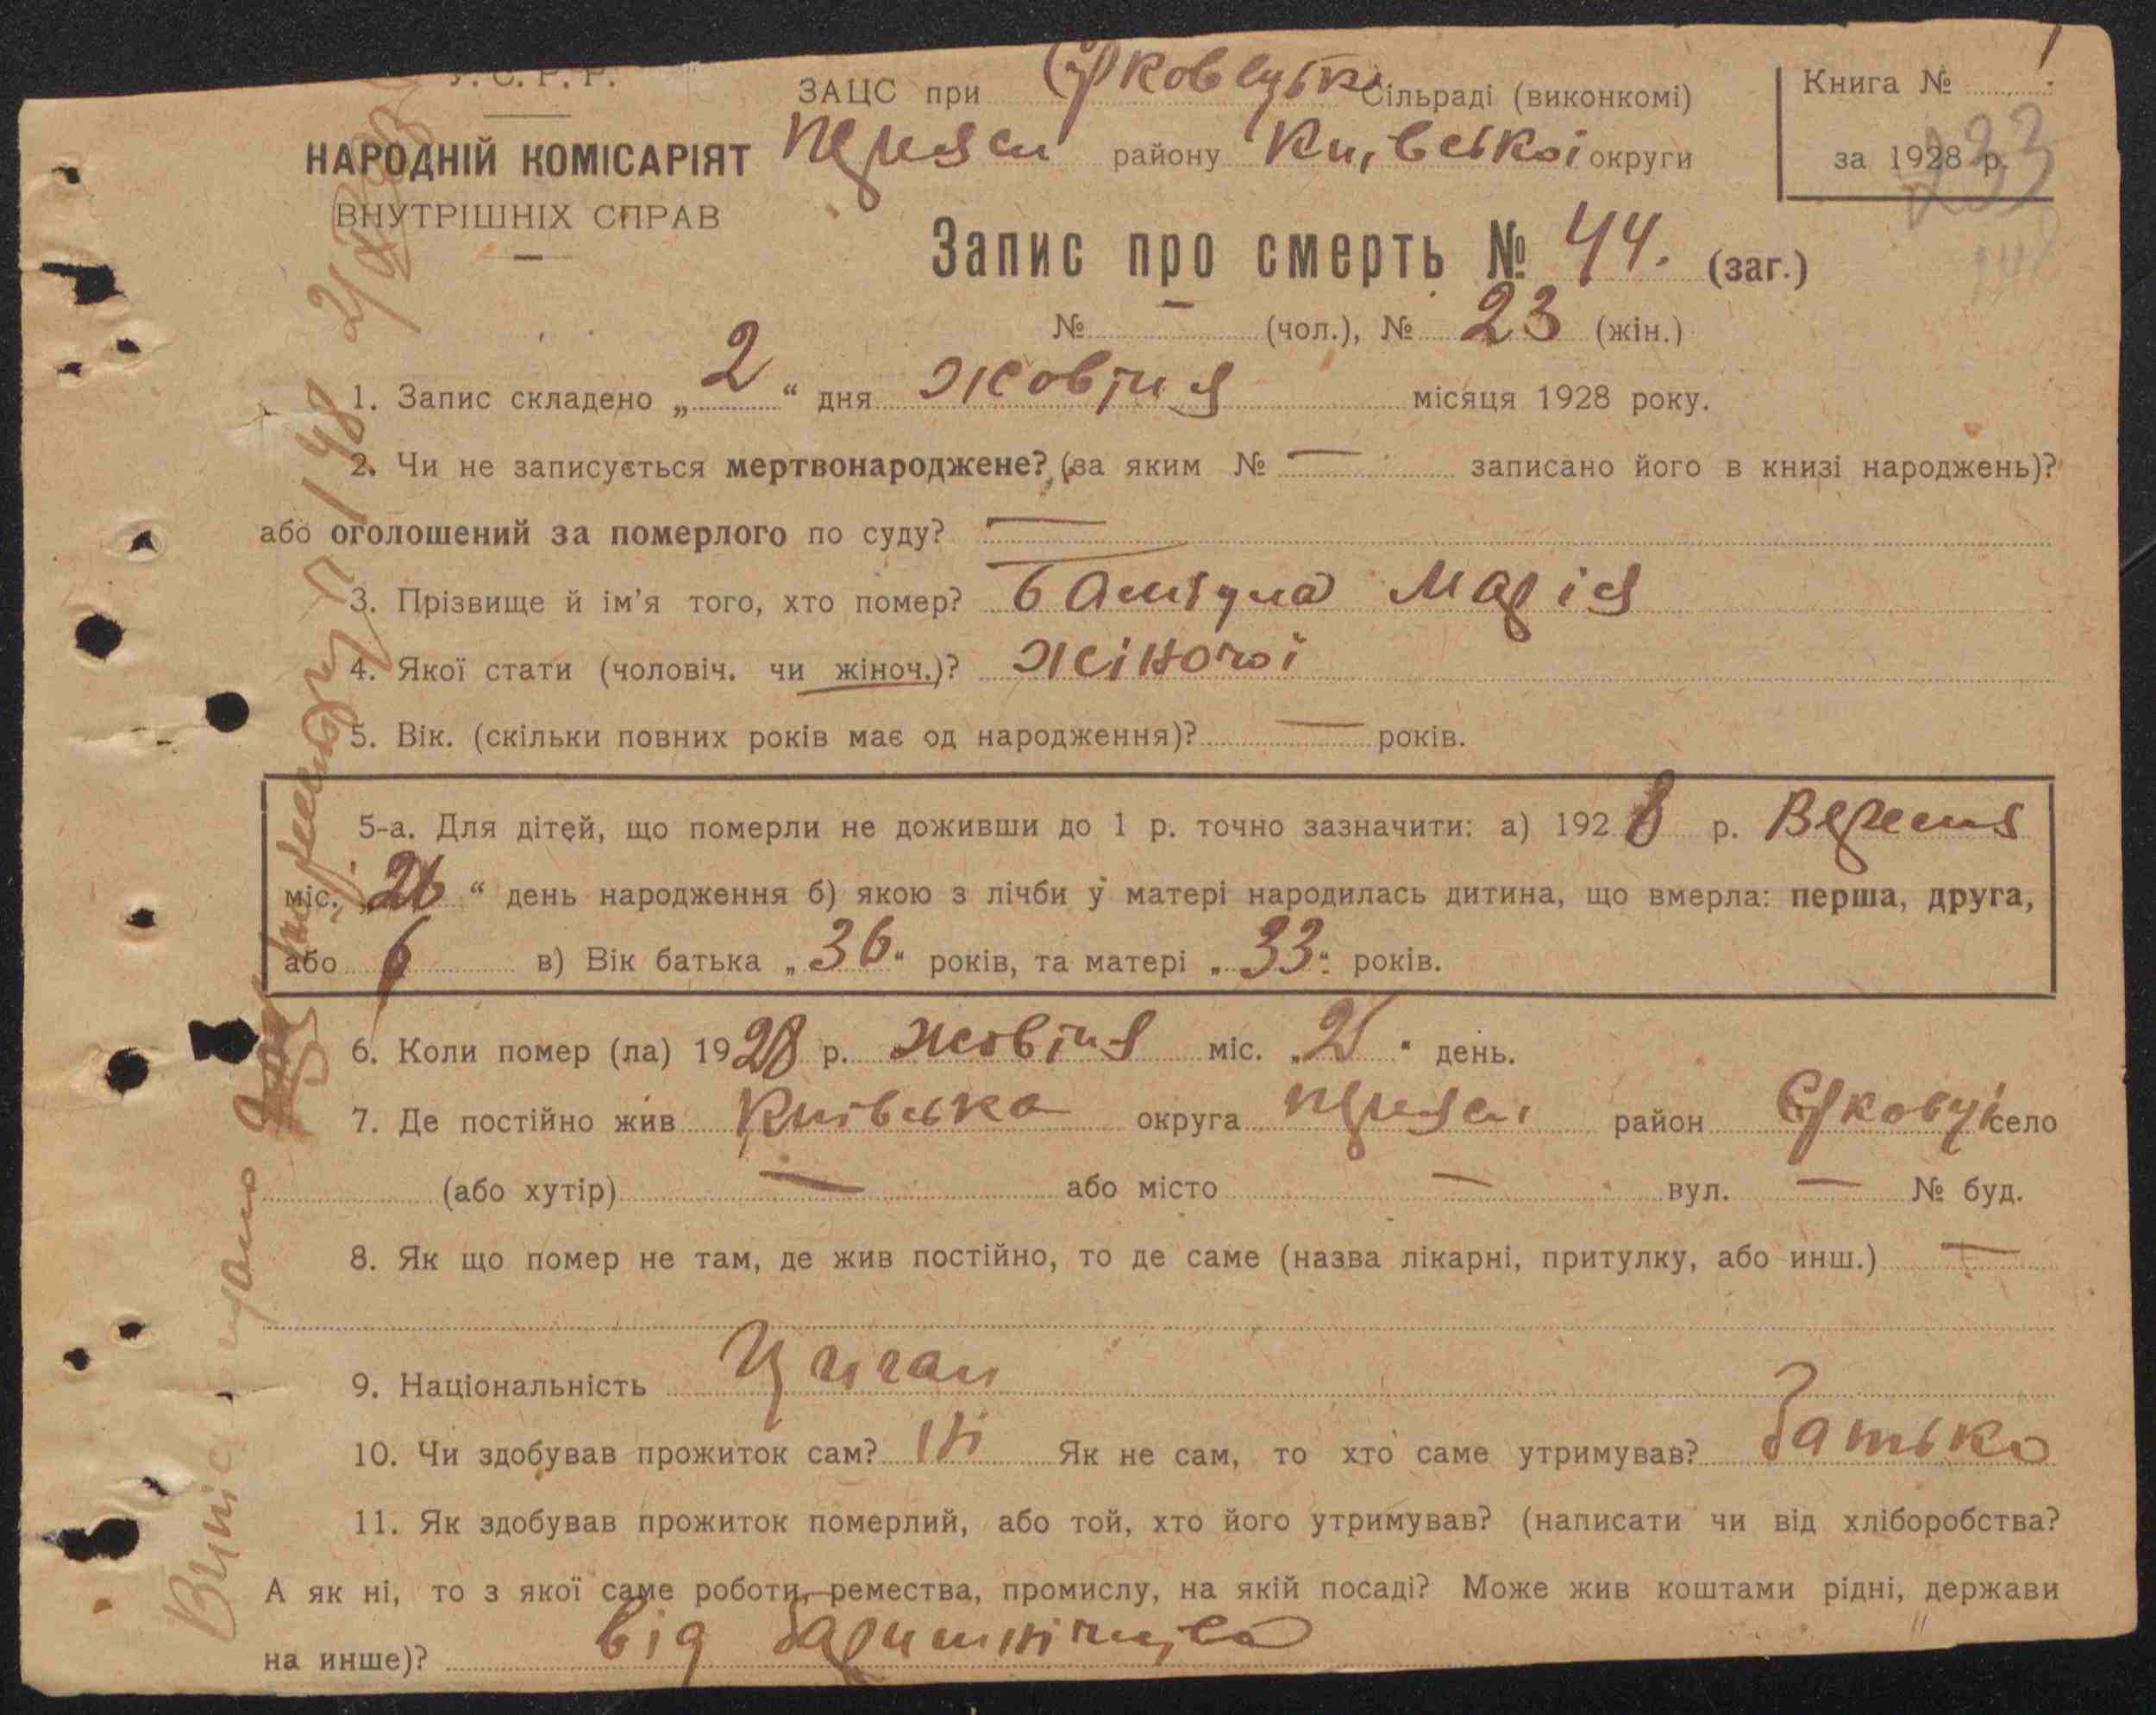 У. С. Р. Р.
НАРОДНІЙ КОМІСАРІЯТ
ВНУТРІШНІХ СПРАВ
ЗАЦС при Єрковецьк Сільраді (виконкомі)
району Київської округи
Книга № 1
за 1928 р.
233
Запис про смерть № 44. (заг.)
№ — (чол.), № 23 (жін.)
1. Запис складено „ 2 “ дня жовтня місяця 1928 року.
2. Чи не записується мертвонароджене? (за яким № — записано його в книзі народжень)?
або оголошений за померлого по суду? —
3. Прізвище й ім'я того, хто помер? Марія
4. Якої стати (чоловіч. чи жіноч.)? жіночої
5. Вік. (скільки повних років має од народження)? — років.
5-а. Для дітей, що померли не доживши до 1 р. точно зазначити: а) 1928 р. Вересня
міс. „26“ день народження б) якою з лічби у матері народилась дитина, що вмерла: перша, друга,
або 6 в) Вік батька „36“ років, та матері „33“ років.
6. Коли помер (ла) 1928 р. жовтня міс. „ “ день.
7. Де постійно жив Київська округа район Єрковці село
(або хутір) — або місто — вул. — № буд.
8. Як що помер не там, де жив постійно, то де саме (назва лікарні, притулку, або инш.) —
9. Національність Циган
10. Чи здобував прожиток сам? ні Як не сам, то хто саме утримував? батько
11. Як здобував прожиток померлий, або той, хто його утримував? (написати чи від хліборобства?
А як ні, то з якої саме роботи, ремества, промислу, на якій посаді? Може жив коштами рідні, держави
на инше)? від